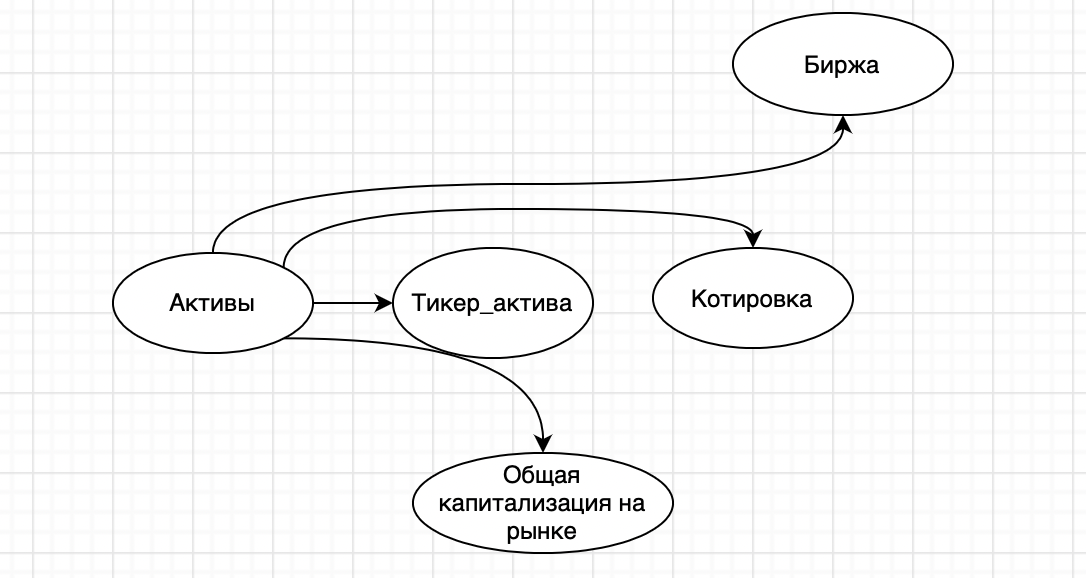 Биржа
Активы
Тикер_актива
Котировка
Общая
капитализация на
рынке